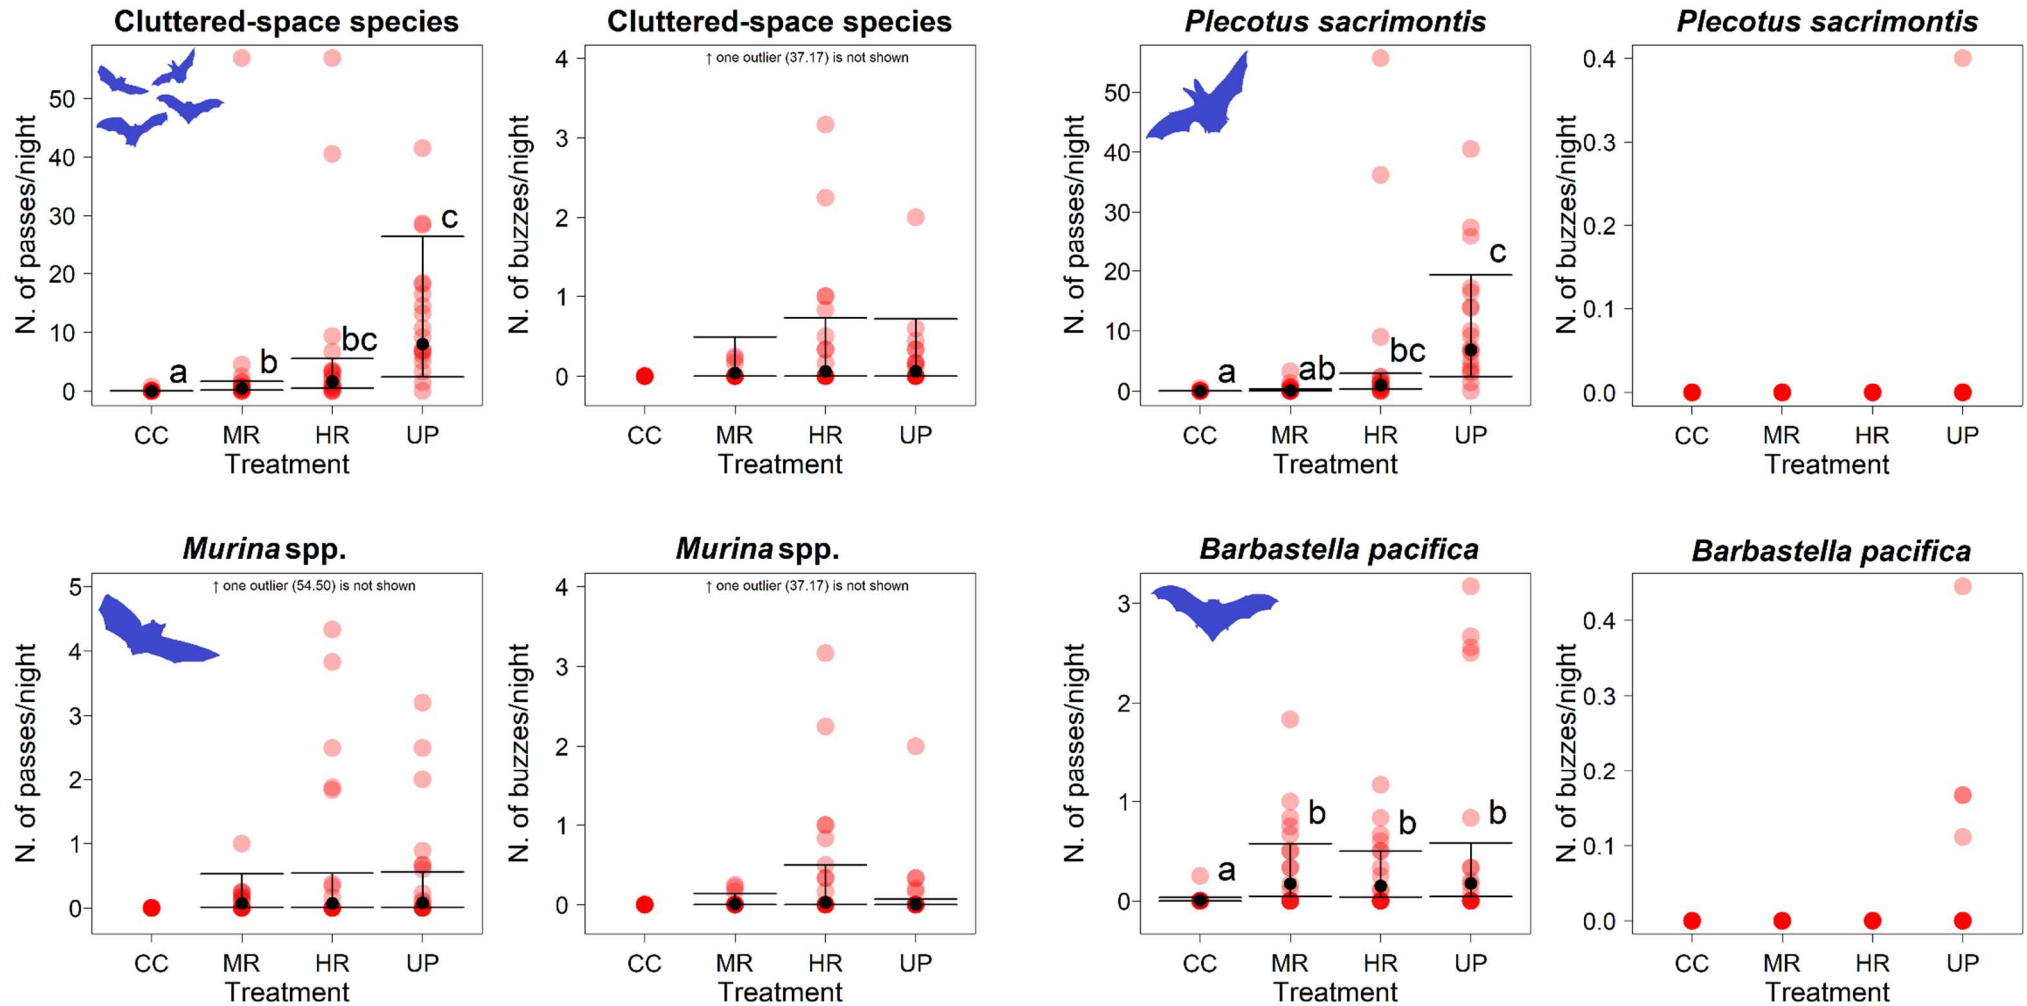 Cluttered-space species
N. of passes/night
50
40
30
20
10
0
a
b
bc
c
CC MR HR UP
Treatment
Cluttered-space species
↑ one outlier (37.17) is not shown
N. of buzzes/night
4
3
2
1
0
CC MR HR UP
Treatment
Plecotus sacrimontis
N. of passes/night
50
40
30
20
10
0
a
ab
bc
c
CC MR HR UP
Treatment
Plecotus sacrimontis
N. of buzzes/night
0.4
0.3
0.2
0.1
0.0
CC MR HR UP
Treatment
Murina spp.
↑ one outlier (54.50) is not shown
N. of passes/night
5
4
3
2
1
0
CC MR HR UP
Treatment
Murina spp.
↑ one outlier (37.17) is not shown
N. of buzzes/night
4
3
2
1
0
CC MR HR UP
Treatment
Barbastella pacifica
N. of passes/night
3
2
1
0
a
b
b
b
CC MR HR UP
Treatment
Barbastella pacifica
N. of buzzes/night
0.4
0.3
0.2
0.1
0.0
CC MR HR UP
Treatment